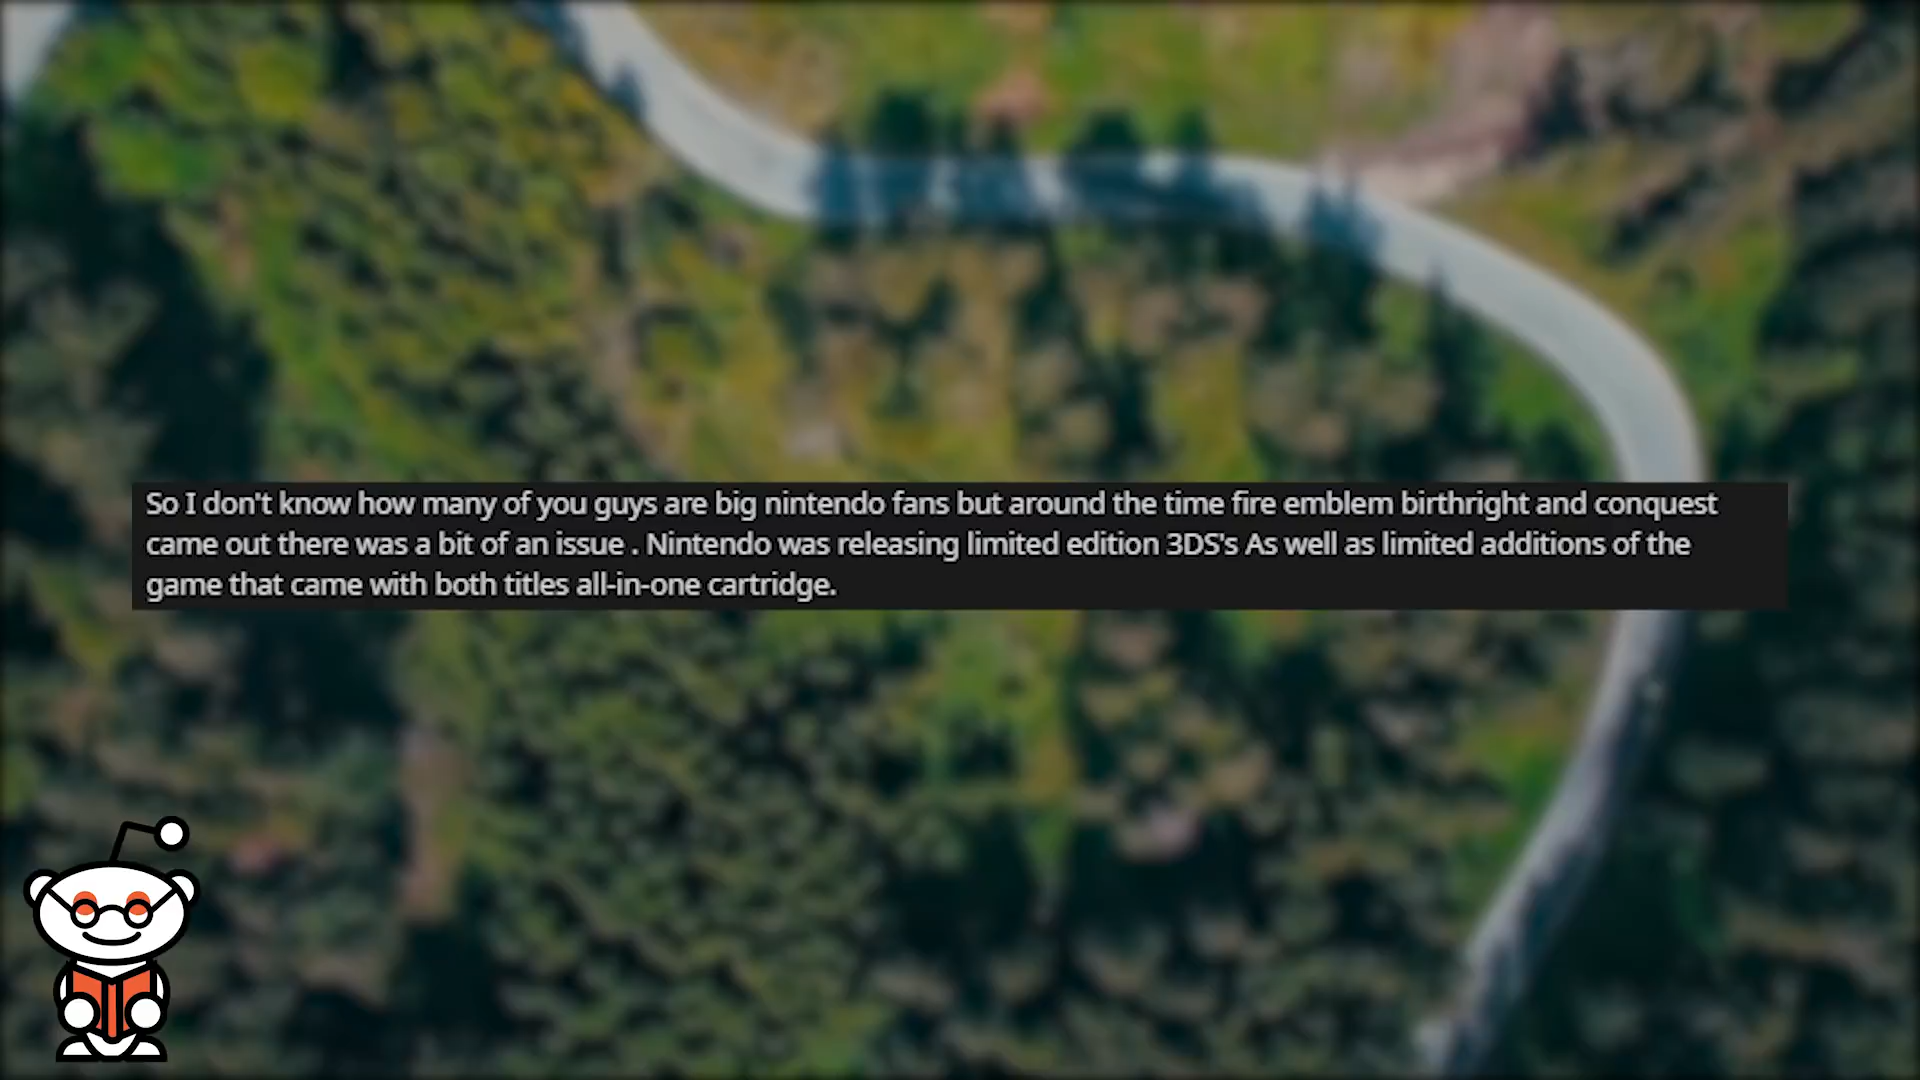 So I don't know how many of you guys are big nintendo fans but around the time fire emblem birthright and conquest
came out there was a bit of an issue . Nintendo was releasing limited edition 3DS's As well as limited additions of the
game that came with both titles all-in-one cartridge.